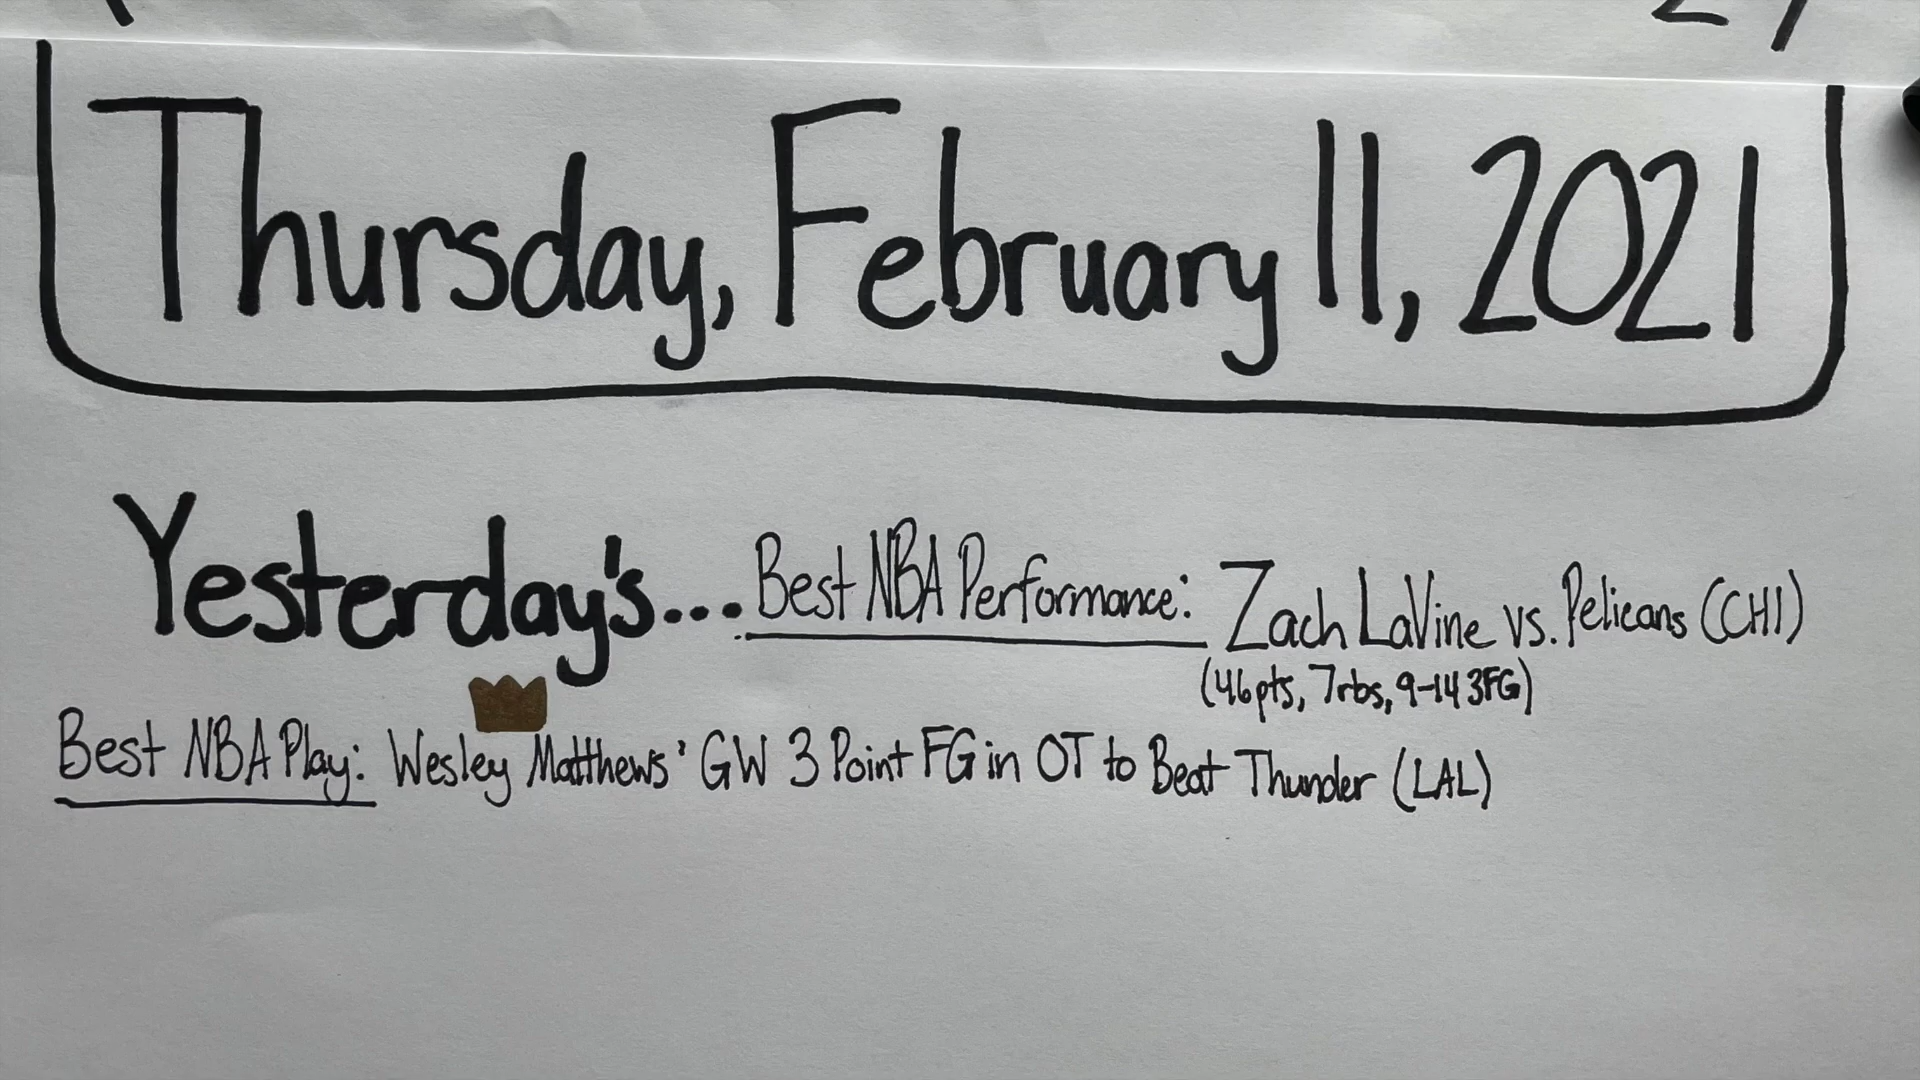 Thursday, February 11, 2021
Yesterday's... Best NBA Performance: Zach LaVine vs. Pelicans (CHI)
(46pts, 7rbs, 9-14 3FG)
Best NBA Play: Wesley Matthews' GW 3 Point FG in OT to Beat Thunder (LAL)